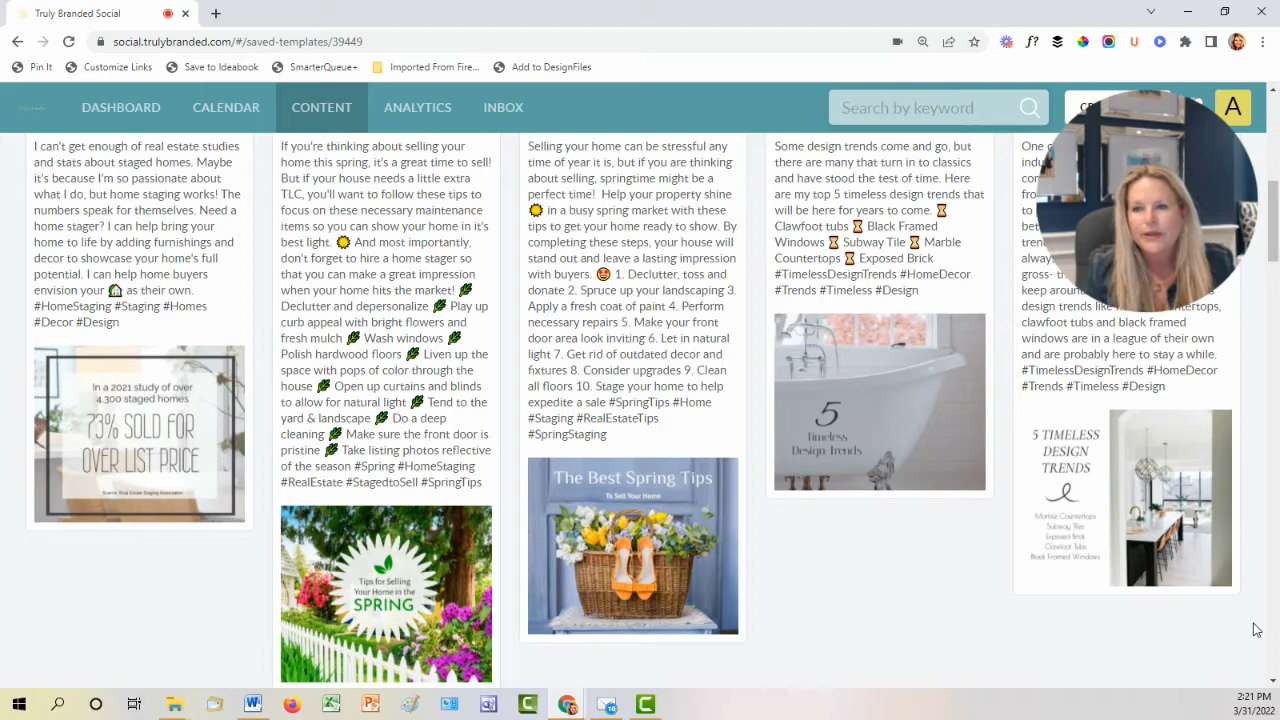 Truly Branded Social
social.trulybranded.com/#/saved-templates/39449
Pin It
Customize Links
Save to Ideabook
SmarterQueue+
Imported From Fire...
Add to DesignFiles
DASHBOARD
CALENDAR
CONTENT
ANALYTICS
INBOX
Search by keyword
A
I can't get enough of real estate studies
and stats about staged homes. Maybe
it's because I'm so passionate about
what I do, but home staging works! The
numbers speak for themselves. Need a
home stager? I can help bring your
home to life by adding furnishings and
decor to showcase your home's full
potential. I can help home buyers
envision your 🏠 as their own.
#HomeStaging #Staging #Homes
#Decor #Design
In a 2021 study of over
4,300 staged homes
73% SOLD FOR
OVER LIST PRICE
Source: Real Estate Staging Association
If you're thinking about selling your
home this spring, it's a great time to sell!
But if your house needs a little extra
TLC, you'll want to follow these tips to
focus on these necessary maintenance
items so you can show your home in it's
best light. ☀ And most importantly,
don't forget to hire a home stager so
that you can make a great impression
when your home hits the market! 🌿
Declutter and depersonalize 🌿 Play up
curb appeal with bright flowers and
fresh mulch 🌿 Wash windows 🌿
Polish hardwood floors 🌿 Liven up the
space with pops of color through the
house 🌿 Open up curtains and blinds
to allow for natural light 🌿 Tend to the
yard & landscape 🌿 Do a deep
cleaning 🌿 Make sure the front door is
pristine 🌿 Take listing photos reflective
of the season #Spring #HomeStaging
#RealEstate #StagedtoSell #SpringTips
Tips for Selling
Your Home in the
SPRING
Selling your home can be stressful any
time of year it is, but if you are thinking
about selling, springtime might be a
perfect time! Help your property shine
☀ in a busy spring market with these
tips to get your home ready to show. By
completing these steps, your house will
stand out and leave a lasting impression
with buyers. 🤩 1. Declutter, toss and
donate 2. Spruce up your landscaping 3.
Apply a fresh coat of paint 4. Perform
necessary repairs 5. Make your front
door area look inviting 6. Let in natural
light 7. Get rid of outdated decor and
fixtures 8. Consider upgrades 9. Clean
all floors 10. Stage your home to help
expedite a sale #SpringTips #Home
#Staging #RealEstateTips
#SpringStaging
The Best Spring Tips
To Sell Your Home
Some design trends come and go, but
there are many that turn in to classics
and have stood the test of time. Here
are my top 5 timeless design trends that
will be here for years to come. ⌛
Clawfoot tubs ⌛ Black Framed
Windows ⌛ Subway Tile ⌛ Marble
Countertops ⌛ Exposed Brick
#TimelessDesignTrends #HomeDecor
#Trends #Timeless #Design
5
Timeless
Design Trends
One
to
always
gross-
keep around
design trends like
clawfoot tubs and black framed
windows are in a league of their own
and are probably here to stay a while.
#TimelessDesignTrends #HomeDecor
#Trends #Timeless #Design
5 TIMELESS
DESIGN
TRENDS
Marble Countertops
Subway Tiles
Exposed Brick
Clawfoot Tubs
Black Framed Windows
2:21 PM
3/31/2022